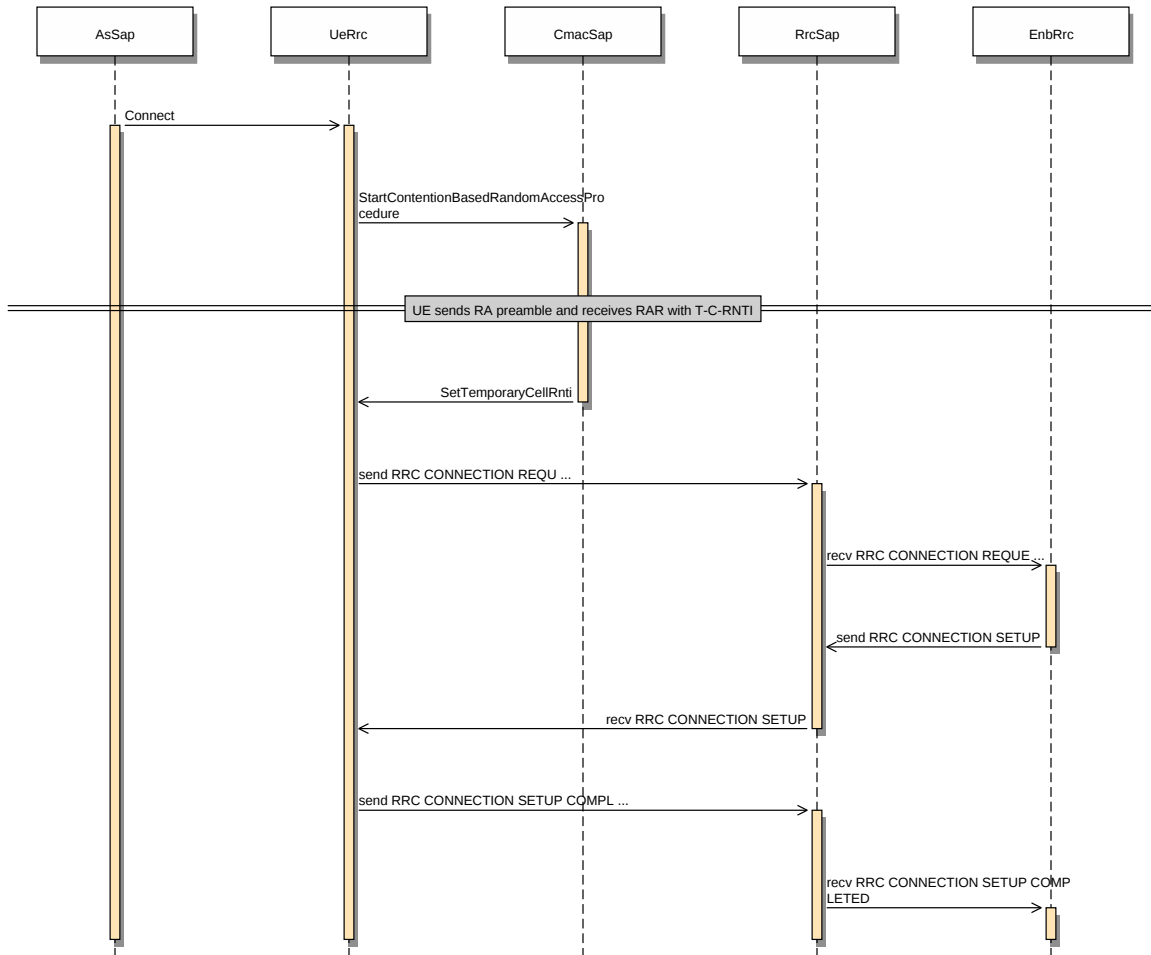 AsSap
UeRrc
CmacSap
RrcSap
EnbRrc
Connect
StartContentionBasedRandomAccessPro
cedure
UE sends RA preamble and receives RAR with T-C-RNTI
SetTemporaryCellRnti
send RRC CONNECTION REQU ...
recv RRC CONNECTION REQUE ...
send RRC CONNECTION SETUP
recv RRC CONNECTION SETUP
send RRC CONNECTION SETUP COMPL ...
recv RRC CONNECTION SETUP COMP
LETED